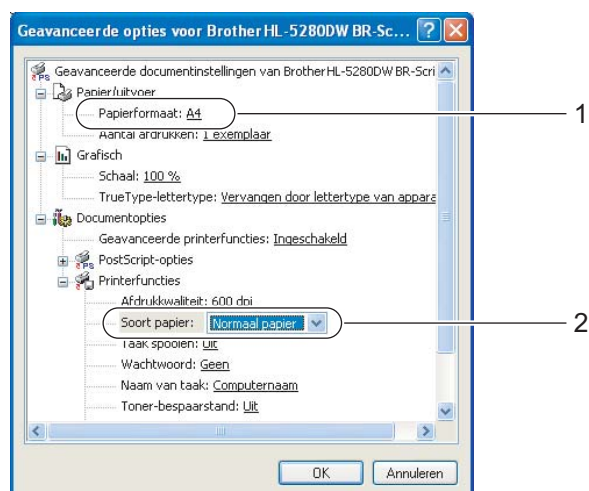 Geavanceerde opties voor Brother HL-5280DW BR-Sc...
Geavanceerde documentinstellingen van Brother HL-5280DW BR-Scri
Papier/uitvoer
Papierformaat: A4
1
Aantal afdrukken: 1 exemplaar
Grafisch
Schaal: 100 %
TrueType-lettertype: Vervangen door lettertype van appara
Documentopties
Geavanceerde printerfuncties: Ingeschakeld
PostScript-opties
Printerfuncties
Afdrukkwaliteit: 600 dpi
Soort papier: Normaal papier
2
Taak spoolen: Uit
Wachtwoord: Geen
Naam van taak: Computernaam
Toner-bespaarstand: Uit
OK Annuleren